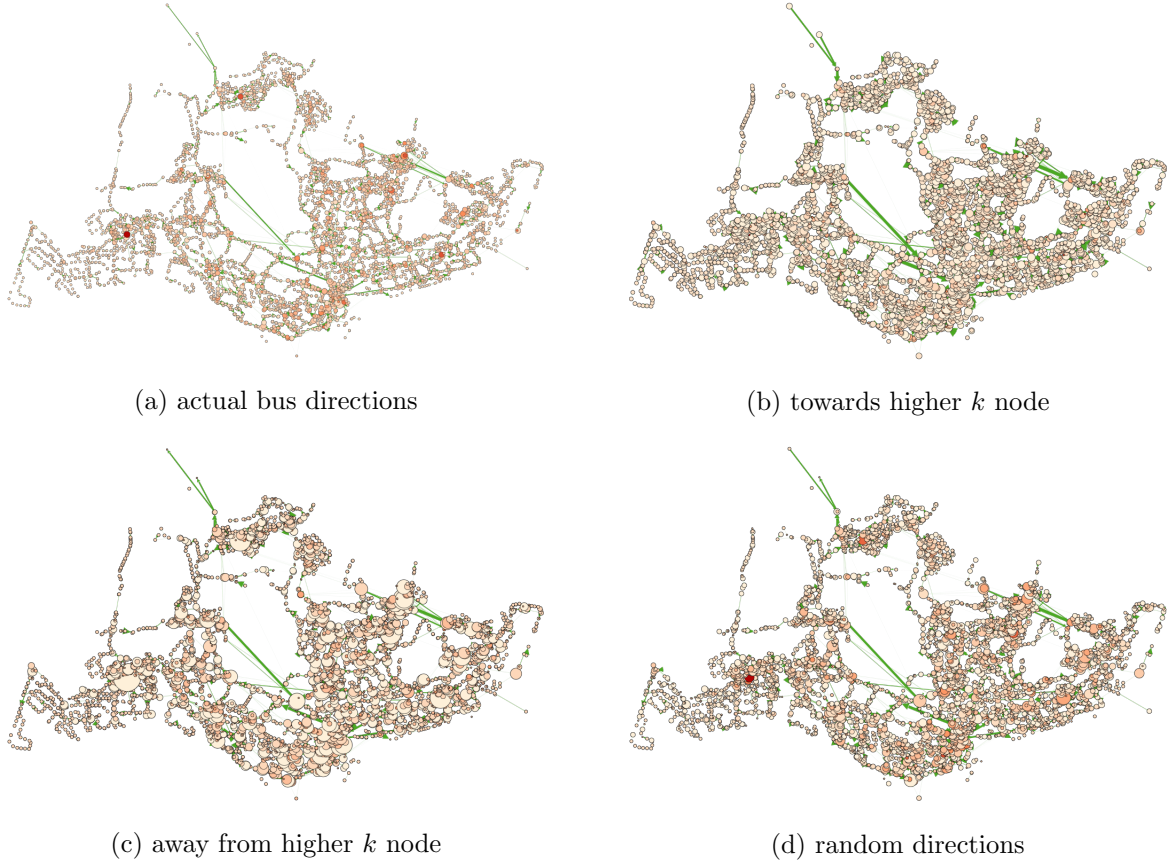 (a) actual bus directions
(b) towards higher k node
(c) away from higher k node
(d) random directions